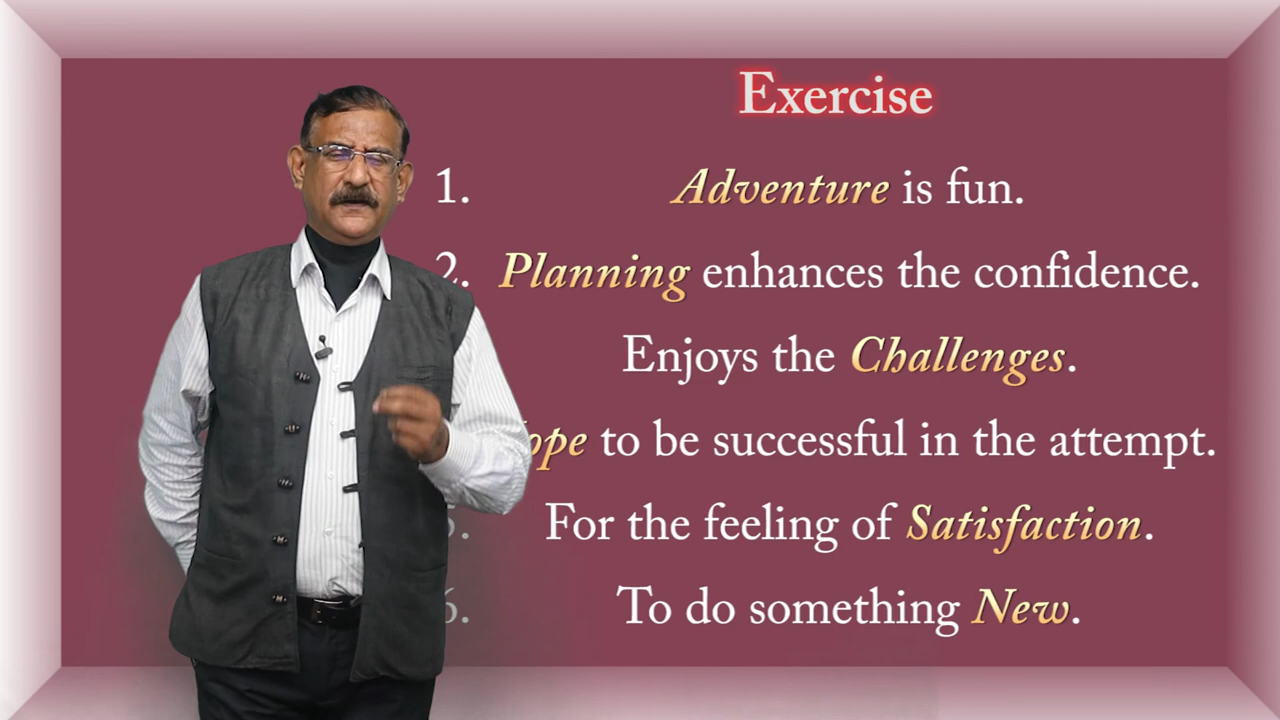 Exercise
1. Adventure is fun.
2. Planning enhances the confidence.
Enjoys the Challenges.
to be successful in the attempt.
5. For the feeling of Satisfaction.
6. To do something New.